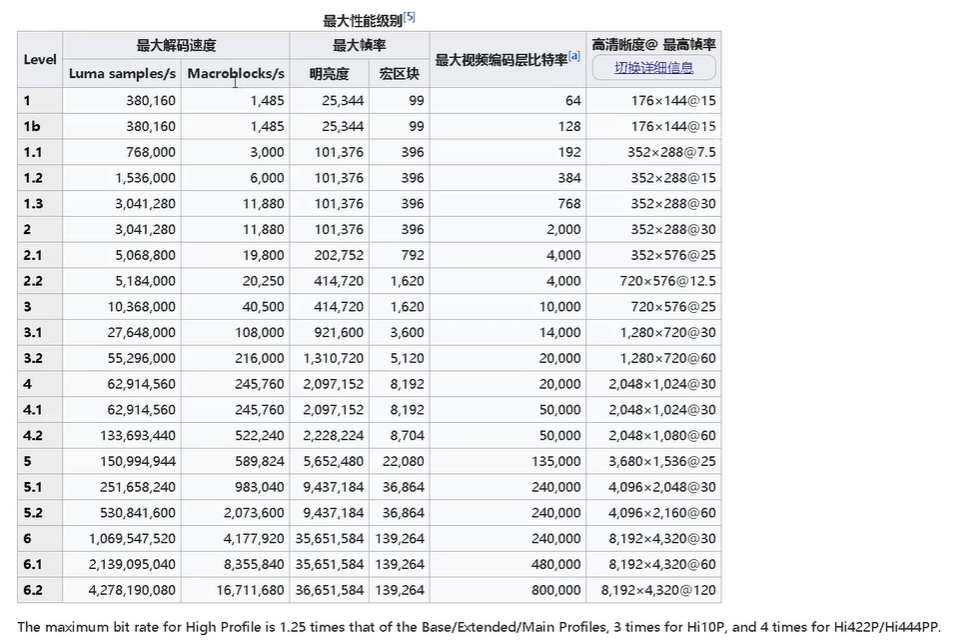 最大性能级别[5]
Level 最大解码速度 最大帧率 最大视频编码层比特率[a] 高清晰度@ 最高帧率
切换详细信息
Luma samples/s Macroblocks/s 明亮度 宏区块
1 380,160 1,485 25,344 99 64 176×144@15
1b 380,160 1,485 25,344 99 128 176×144@15
1.1 768,000 3,000 101,376 396 192 352×288@7.5
1.2 1,536,000 6,000 101,376 396 384 352×288@15
1.3 3,041,280 11,880 101,376 396 768 352×288@30
2 3,041,280 11,880 101,376 396 2,000 352×288@30
2.1 5,068,800 19,800 202,752 792 4,000 352×576@25
2.2 5,184,000 20,250 414,720 1,620 4,000 720×576@12.5
3 10,368,000 40,500 414,720 1,620 10,000 720×576@25
3.1 27,648,000 108,000 921,600 3,600 14,000 1,280×720@30
3.2 55,296,000 216,000 1,310,720 5,120 20,000 1,280×720@60
4 62,914,560 245,760 2,097,152 8,192 20,000 2,048×1,024@30
4.1 62,914,560 245,760 2,097,152 8,192 50,000 2,048×1,024@30
4.2 133,693,440 522,240 2,228,224 8,704 50,000 2,048×1,080@60
5 150,994,944 589,824 5,652,480 22,080 135,000 3,680×1,536@25
5.1 251,658,240 983,040 9,437,184 36,864 240,000 4,096×2,048@30
5.2 530,841,600 2,073,600 9,437,184 36,864 240,000 4,096×2,160@60
6 1,069,547,520 4,177,920 35,651,584 139,264 240,000 8,192×4,320@30
6.1 2,139,095,040 8,355,840 35,651,584 139,264 480,000 8,192×4,320@60
6.2 4,278,190,080 16,711,680 36,651,584 139,264 800,000 8,192×4,320@120
The maximum bit rate for High Profile is 1.25 times that of the Base/Extended/Main Profiles, 3 times for Hi10P, and 4 times for Hi422P/Hi444PP.